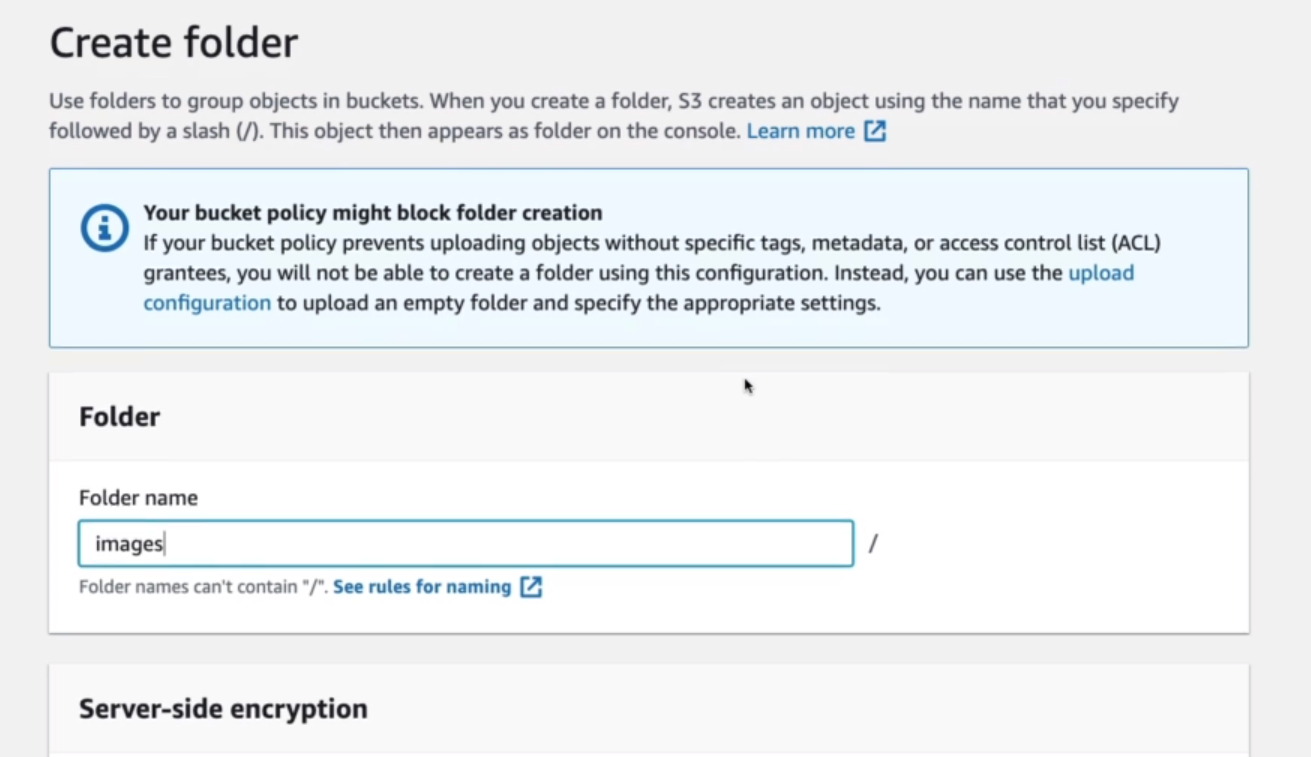 Create folder
Use folders to group objects in buckets. When you create a folder, S3 creates an object using the name that you specify
followed by a slash (/). This object then appears as folder on the console. Learn more
Your bucket policy might block folder creation
If your bucket policy prevents uploading objects without specific tags, metadata, or access control list (ACL)
grantees, you will not be able to create a folder using this configuration. Instead, you can use the upload
configuration to upload an empty folder and specify the appropriate settings.
Folder
Folder name
images /
Folder names can't contain "/". See rules for naming
Server-side encryption